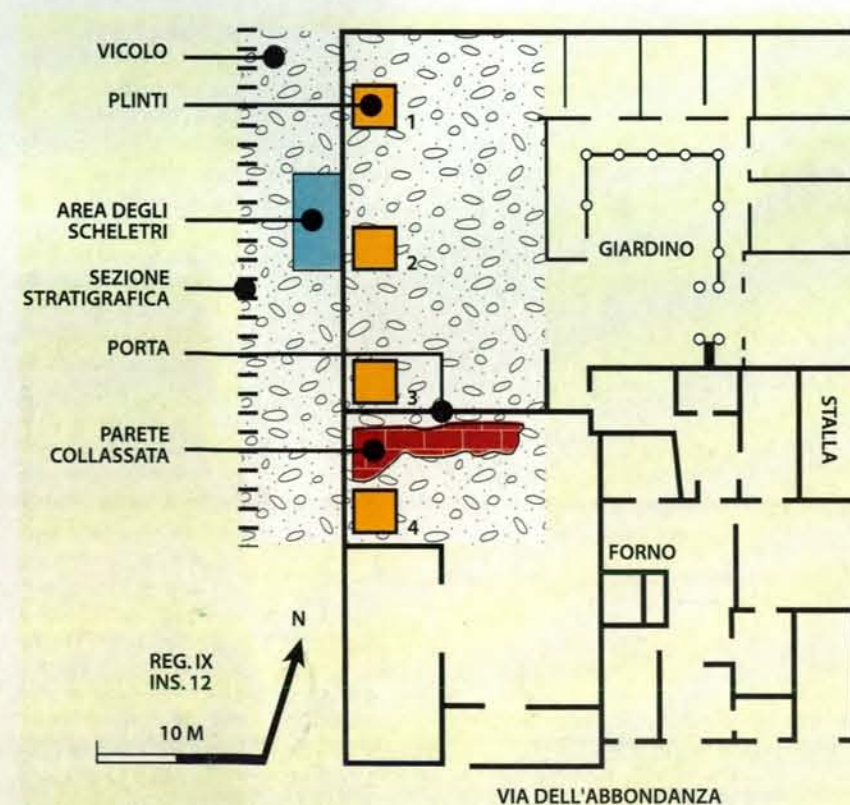 VICOLO
PLINTI
1
AREA DEGLI
SCHELETRI
2
GIARDINO
SEZIONE
STRATIGRAFICA
PORTA
3
STALLA
PARETE
COLLASSATA
4
FORNO
N
REG. IX
INS. 12
10 M
VIA DELL'ABBONDANZA